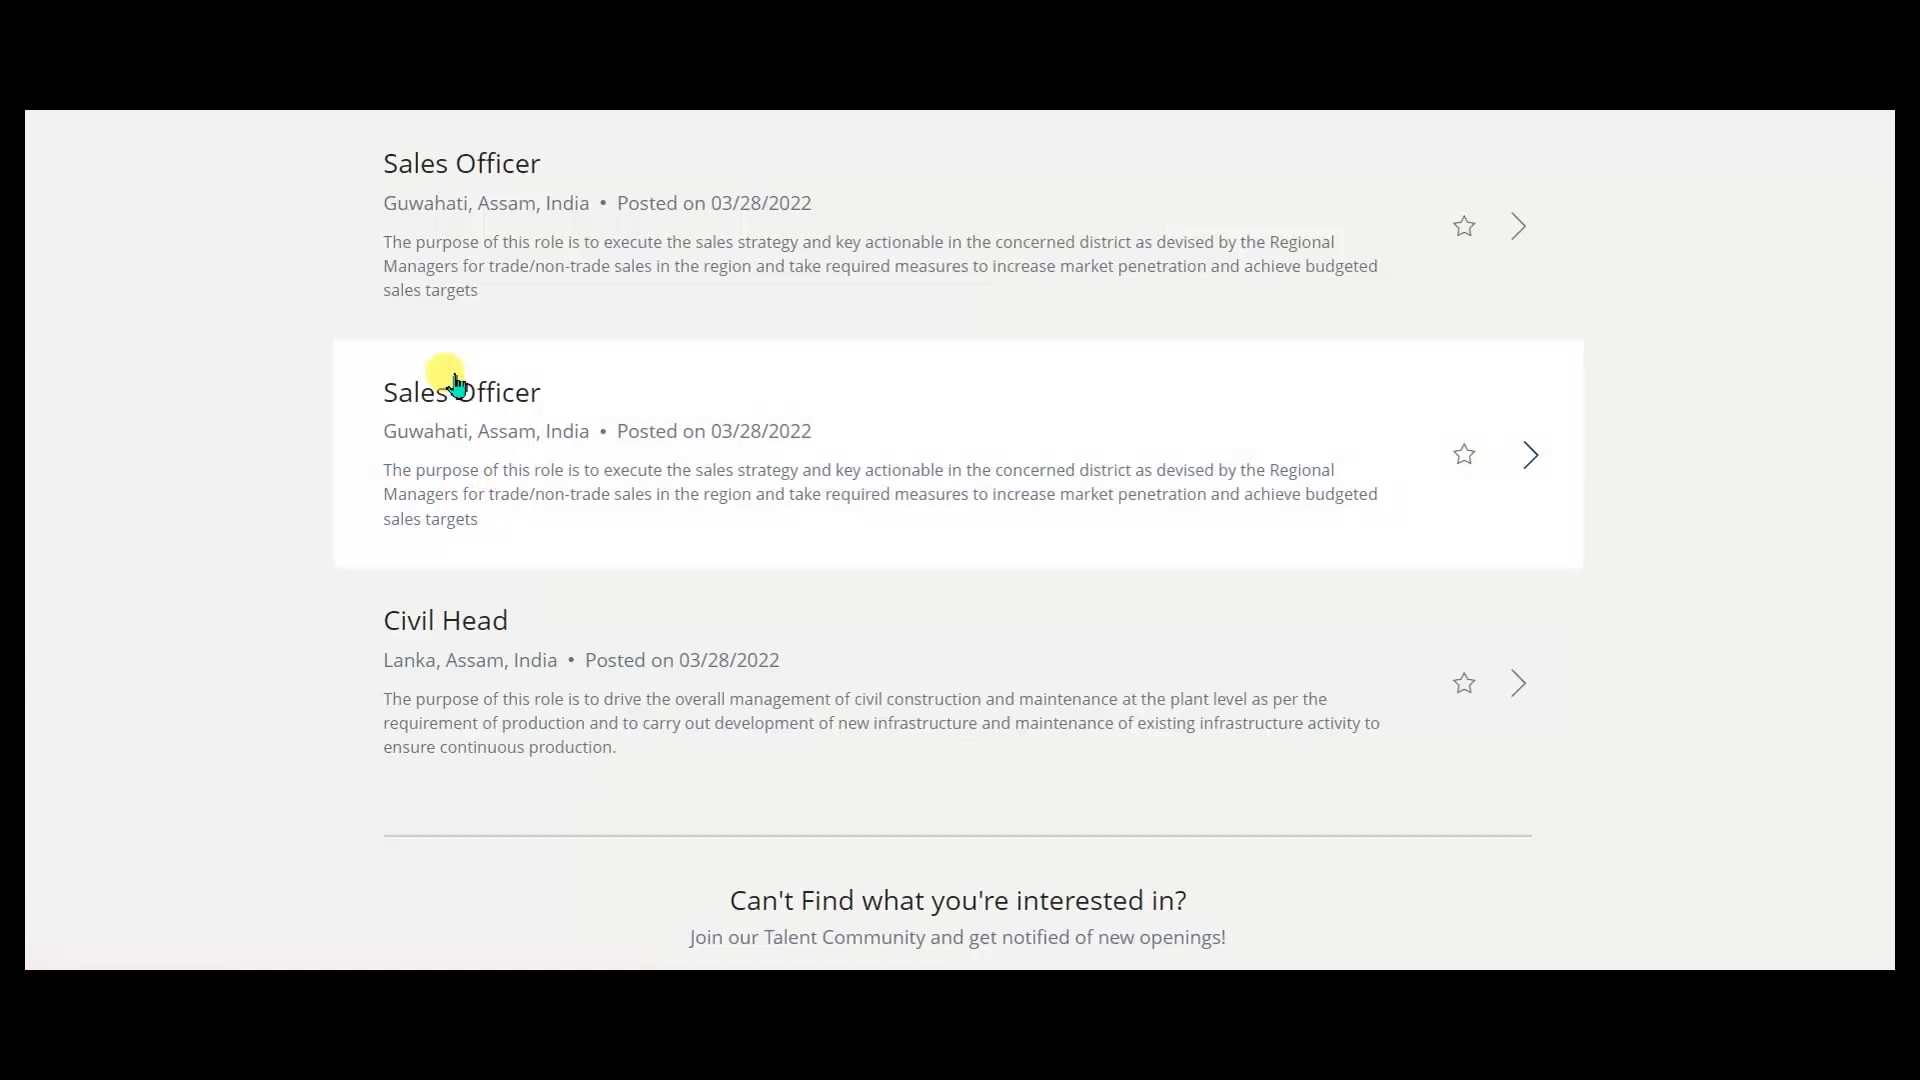 Sales Officer
Guwahati, Assam, India • Posted on 03/28/2022
The purpose of this role is to execute the sales strategy and key actionable in the concerned district as devised by the Regional
Managers for trade/non-trade sales in the region and take required measures to increase market penetration and achieve budgeted
sales targets
Sales Officer
Guwahati, Assam, India • Posted on 03/28/2022
The purpose of this role is to execute the sales strategy and key actionable in the concerned district as devised by the Regional
Managers for trade/non-trade sales in the region and take required measures to increase market penetration and achieve budgeted
sales targets
Civil Head
Lanka, Assam, India • Posted on 03/28/2022
The purpose of this role is to drive the overall management of civil construction and maintenance at the plant level as per the
requirement of production and to carry out development of new infrastructure and maintenance of existing infrastructure activity to
ensure continuous production.
Can't Find what you're interested in?
Join our Talent Community and get notified of new openings!